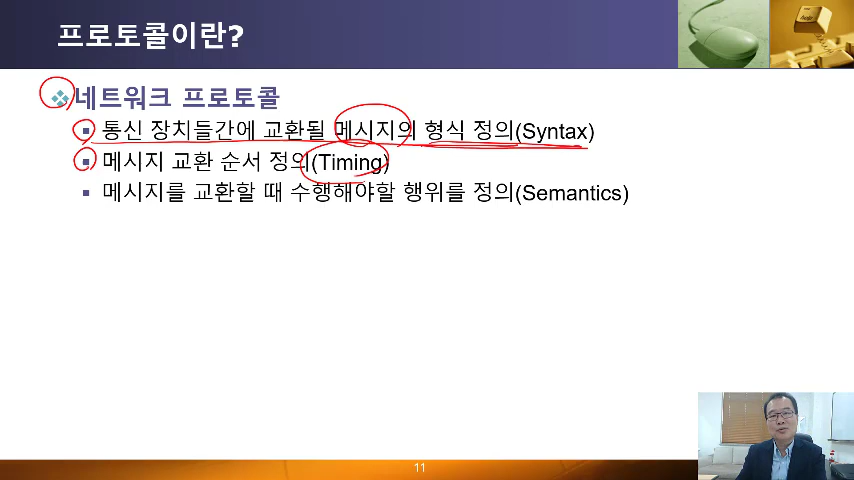 프로토콜이란?
네트워크 프로토콜
통신 장치들간에 교환될 메시지의 형식 정의(Syntax)
메시지 교환 순서 정의(Timing)
메시지를 교환할 때 수행해야할 행위를 정의(Semantics)
11